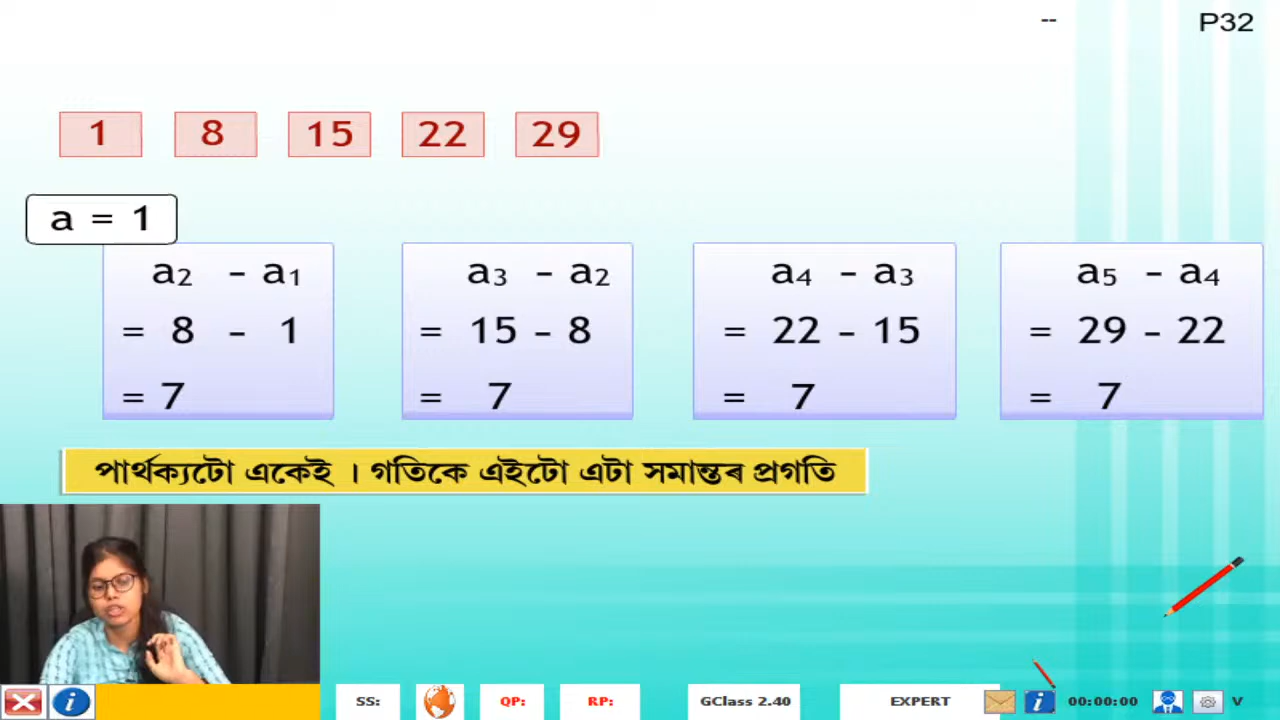 -- P32
1 8 15 22 29
a = 1
a₂ – a₁
= 8 – 1
= 7
a₃ – a₂
= 15 – 8
= 7
a₄ – a₃
= 22 – 15
= 7
a₅ – a₄
= 29 – 22
= 7
পাৰ্থক্যটো একেই । গতিকে এইটো এটা সমান্তৰ প্ৰগতি
SS: QP: RP: GClass 2.40 EXPERT 00:00:00 V